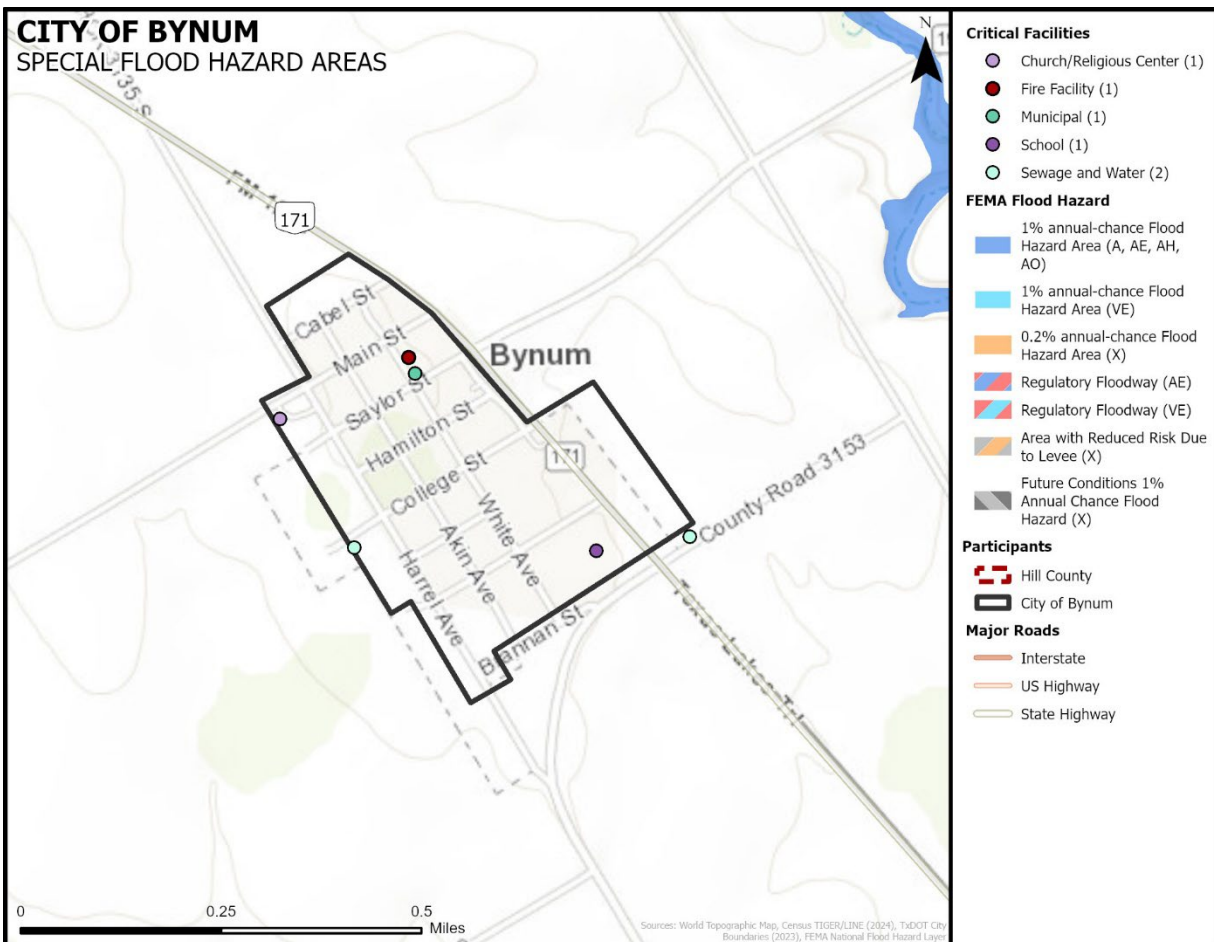 CITY OF BYNUM
SPECIAL FLOOD HAZARD AREAS
N
35 S
FM 1
171
Cabel St
Main St
Bynum
Saylor St
Hamilton St
College St
171
White Ave
Akin Ave
Harrel Ave
Brannan St
County Road 3153
0
0.25
0.5
Miles
Sources: World Topographic Map, Census TIGER/LINE (2024), TxDOT City
Boundaries (2023), FEMA National Flood Hazard Layer
Critical Facilities
Church/Religious Center (1)
Fire Facility (1)
Municipal (1)
School (1)
Sewage and Water (2)
FEMA Flood Hazard
1% annual-chance Flood
Hazard Area (A, AE, AH,
AO)
1% annual-chance Flood
Hazard Area (VE)
0.2% annual-chance Flood
Hazard Area (X)
Regulatory Floodway (AE)
Regulatory Floodway (VE)
Area with Reduced Risk Due
to Levee (X)
Future Conditions 1%
Annual Chance Flood
Hazard (X)
Participants
Hill County
City of Bynum
Major Roads
Interstate
US Highway
State Highway